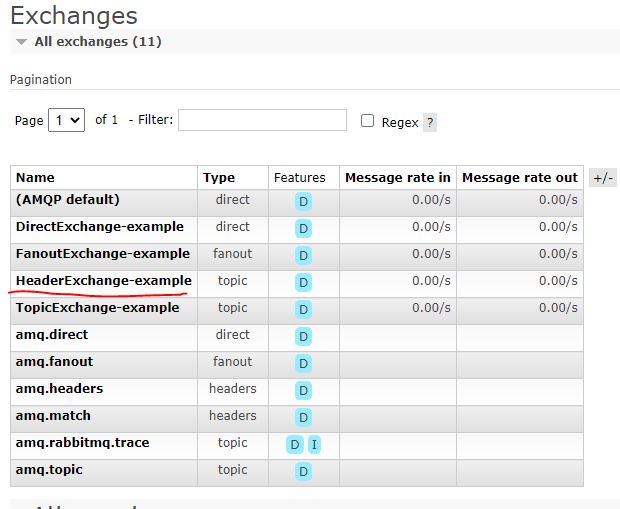 Exchanges
All exchanges (11)
Pagination
Page 1 of 1 - Filter: Regex ?
Name Type Features Message rate in Message rate out +/-
(AMQP default) direct D 0.00/s 0.00/s
DirectExchange-example direct D 0.00/s 0.00/s
FanoutExchange-example fanout D 0.00/s 0.00/s
HeaderExchange-example topic D 0.00/s 0.00/s
TopicExchange-example topic D 0.00/s 0.00/s
amq.direct direct D
amq.fanout fanout D
amq.headers headers D
amq.match headers D
amq.rabbitmq.trace topic D I
amq.topic topic D